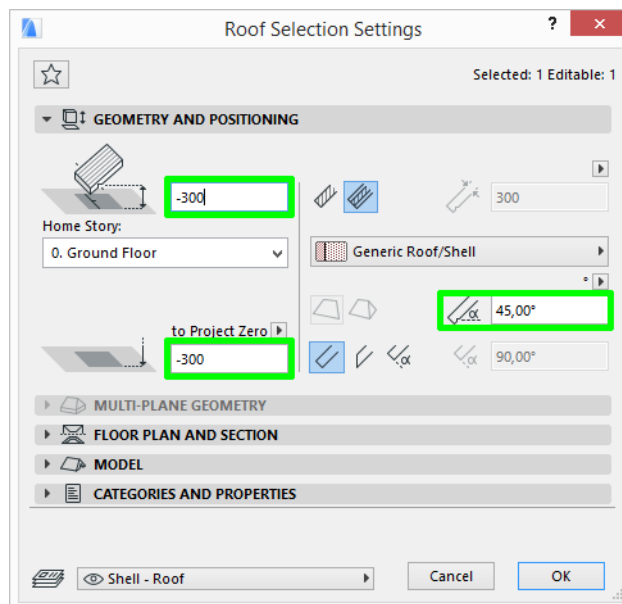 Roof Selection Settings ? ×
Selected: 1 Editable: 1
GEOMETRY AND POSITIONING
-300
300
Home Story:
0. Ground Floor
Generic Roof/Shell
°
α 45,00°
to Project Zero
-300
α
α 90,00°
MULTI-PLANE GEOMETRY
FLOOR PLAN AND SECTION
MODEL
CATEGORIES AND PROPERTIES
Shell - Roof
Cancel
OK